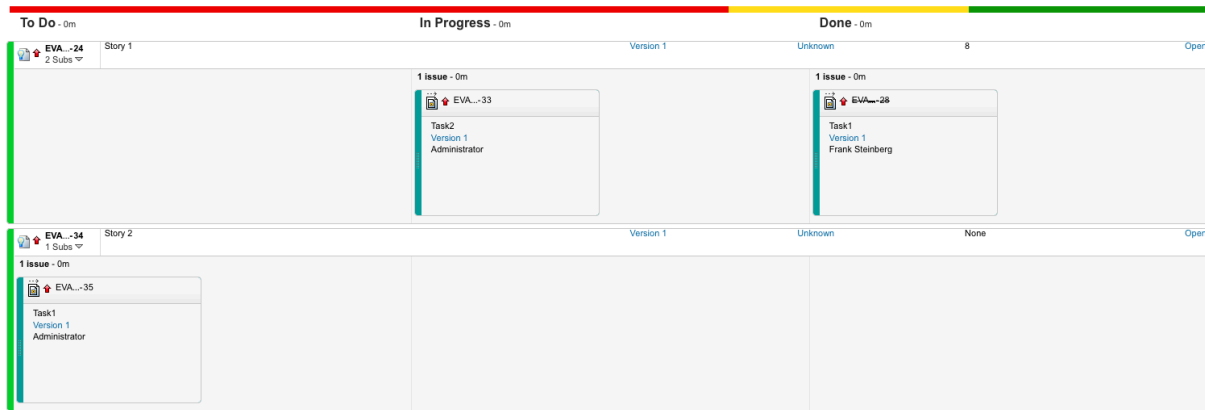 To Do - 0m
In Progress - 0m
Done - 0m
EVA...-24
2 Subs
Story 1
Version 1
Unknown
8
Open
1 issue - 0m
EVA...-33
Task2
Version 1
Administrator
1 issue - 0m
EVA...-28
Task1
Version 1
Frank Steinberg
EVA...-34
1 Subs
Story 2
Version 1
Unknown
None
Open
1 issue - 0m
EVA...-35
Task1
Version 1
Administrator